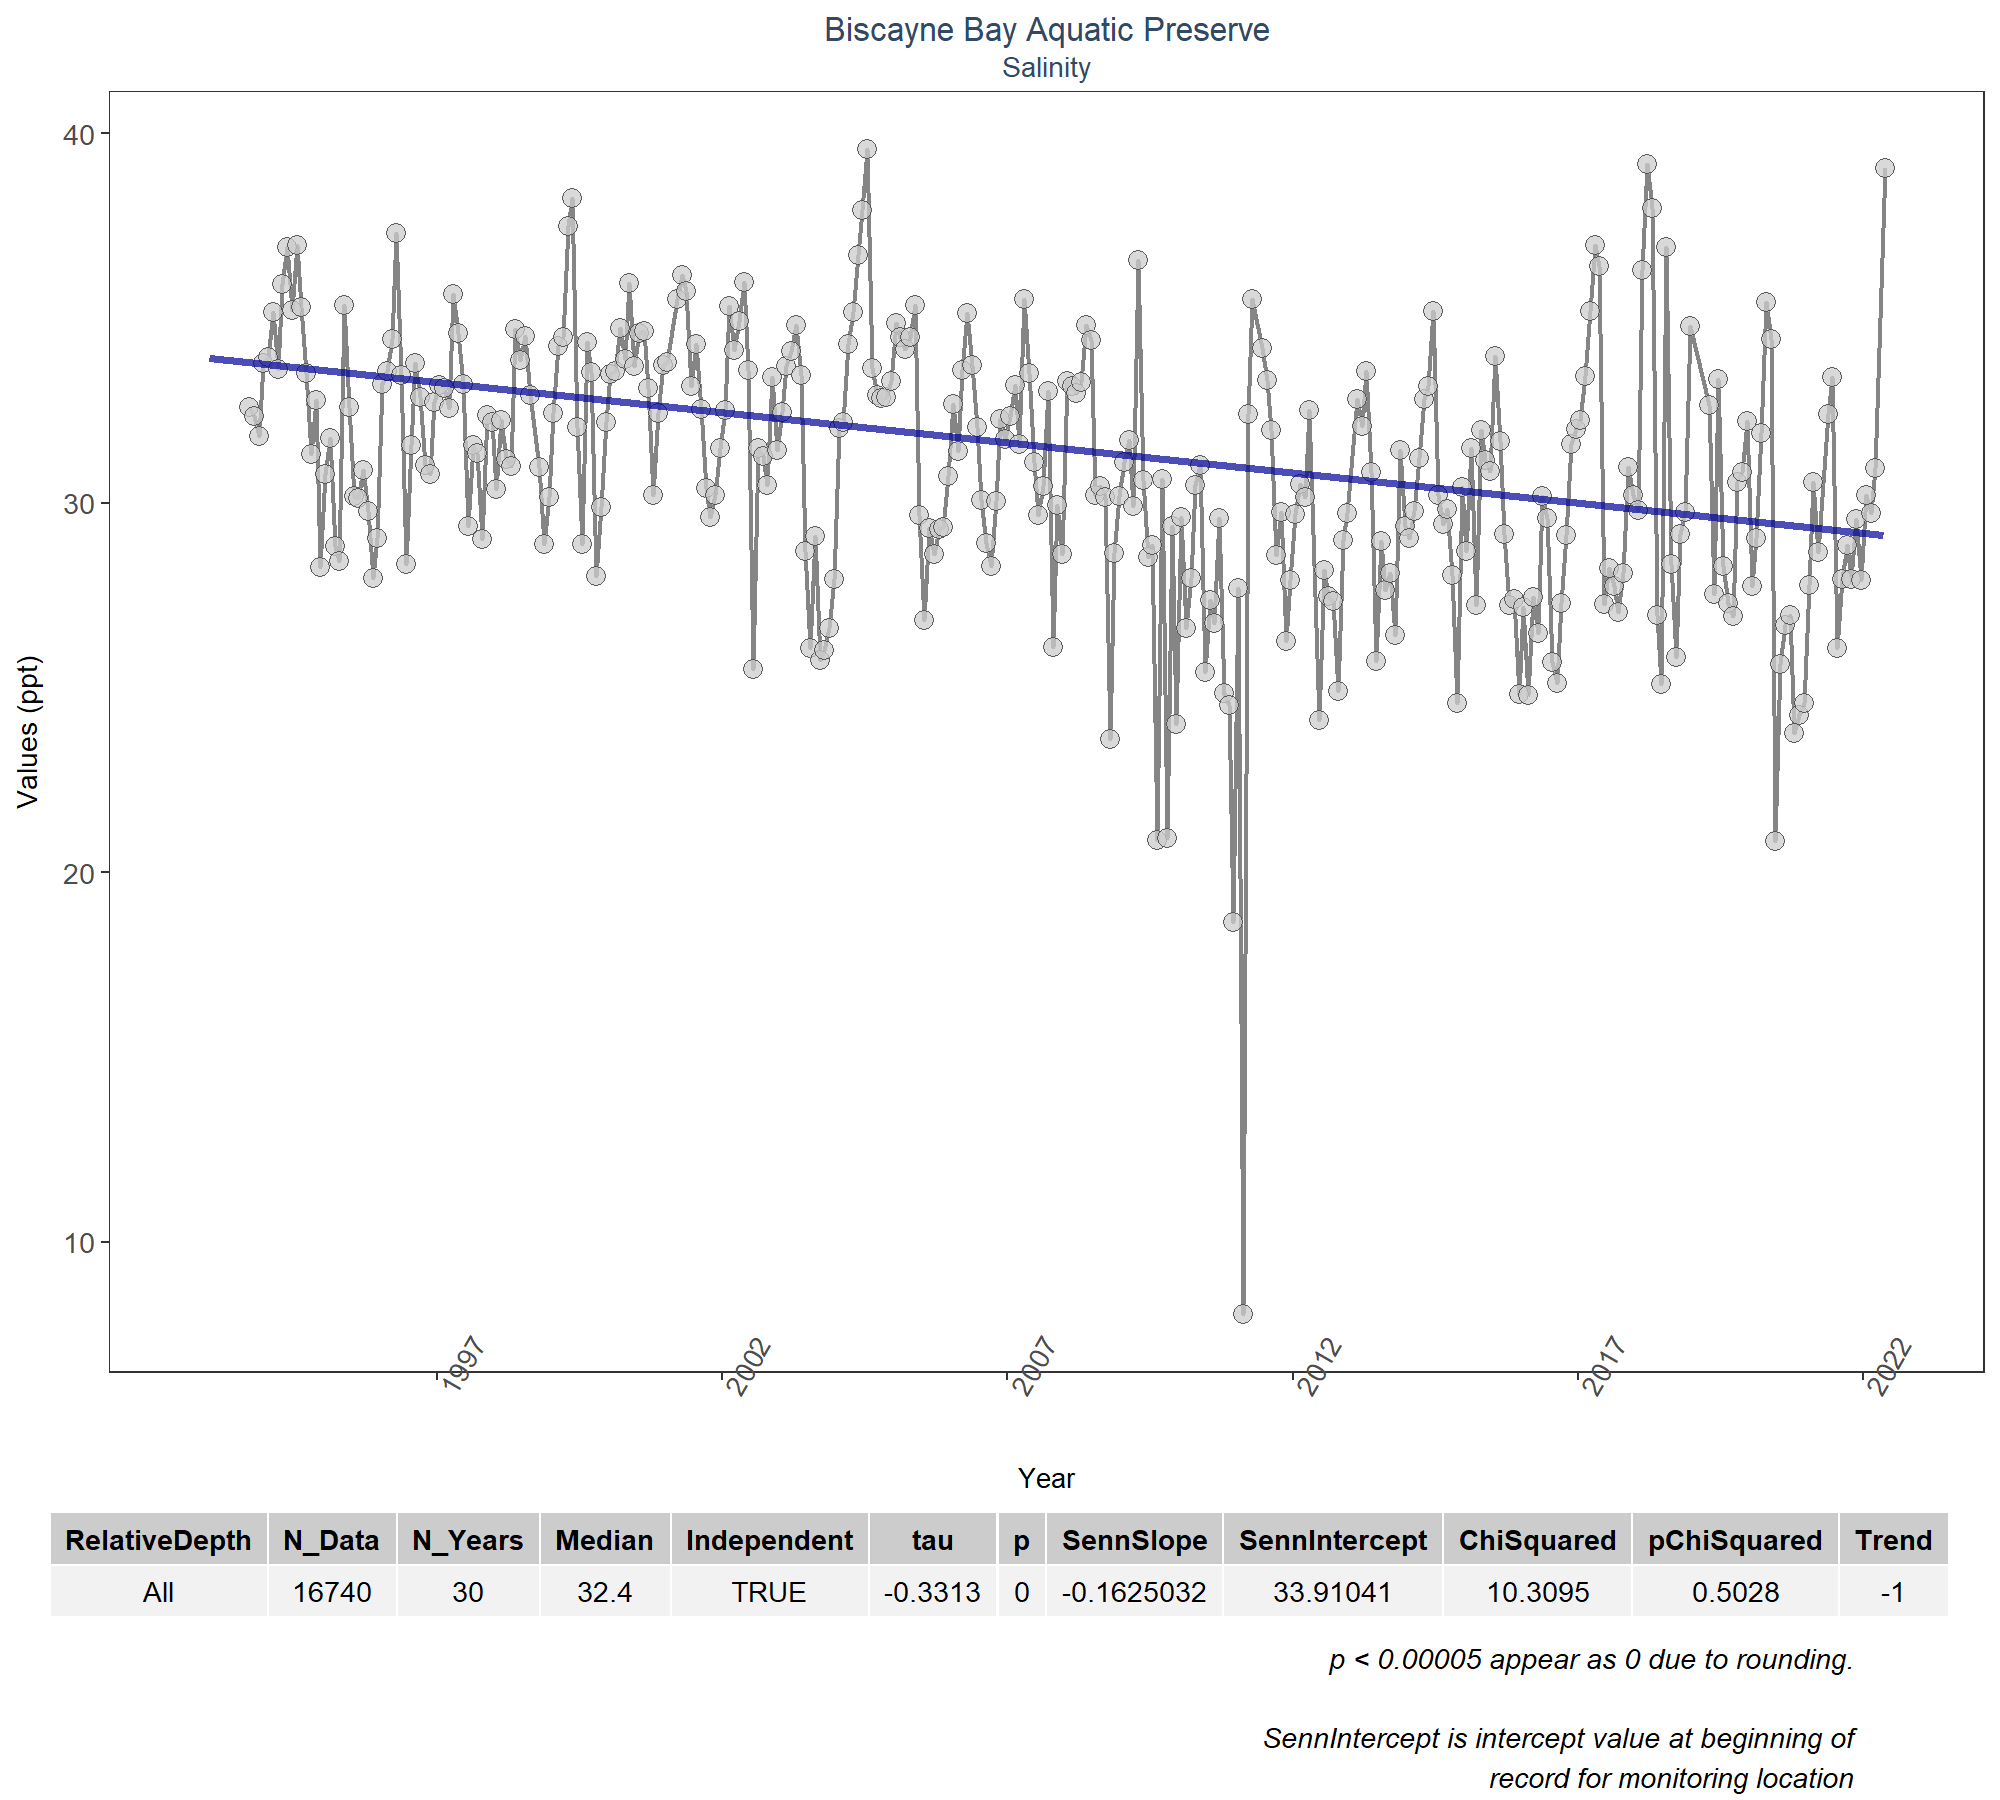 Biscayne Bay Aquatic Preserve
Salinity
40
30
20
10
Values (ppt)
1997 2002 2007 2012 2017 2022
Year
RelativeDepth N_Data N_Years Median Independent tau p SennSlope SennIntercept ChiSquared pChiSquared Trend
All 16740 30 32.4 TRUE -0.3313 0 -0.1625032 33.91041 10.3095 0.5028 -1
p < 0.00005 appear as 0 due to rounding.
SennIntercept is intercept value at beginning of
record for monitoring location